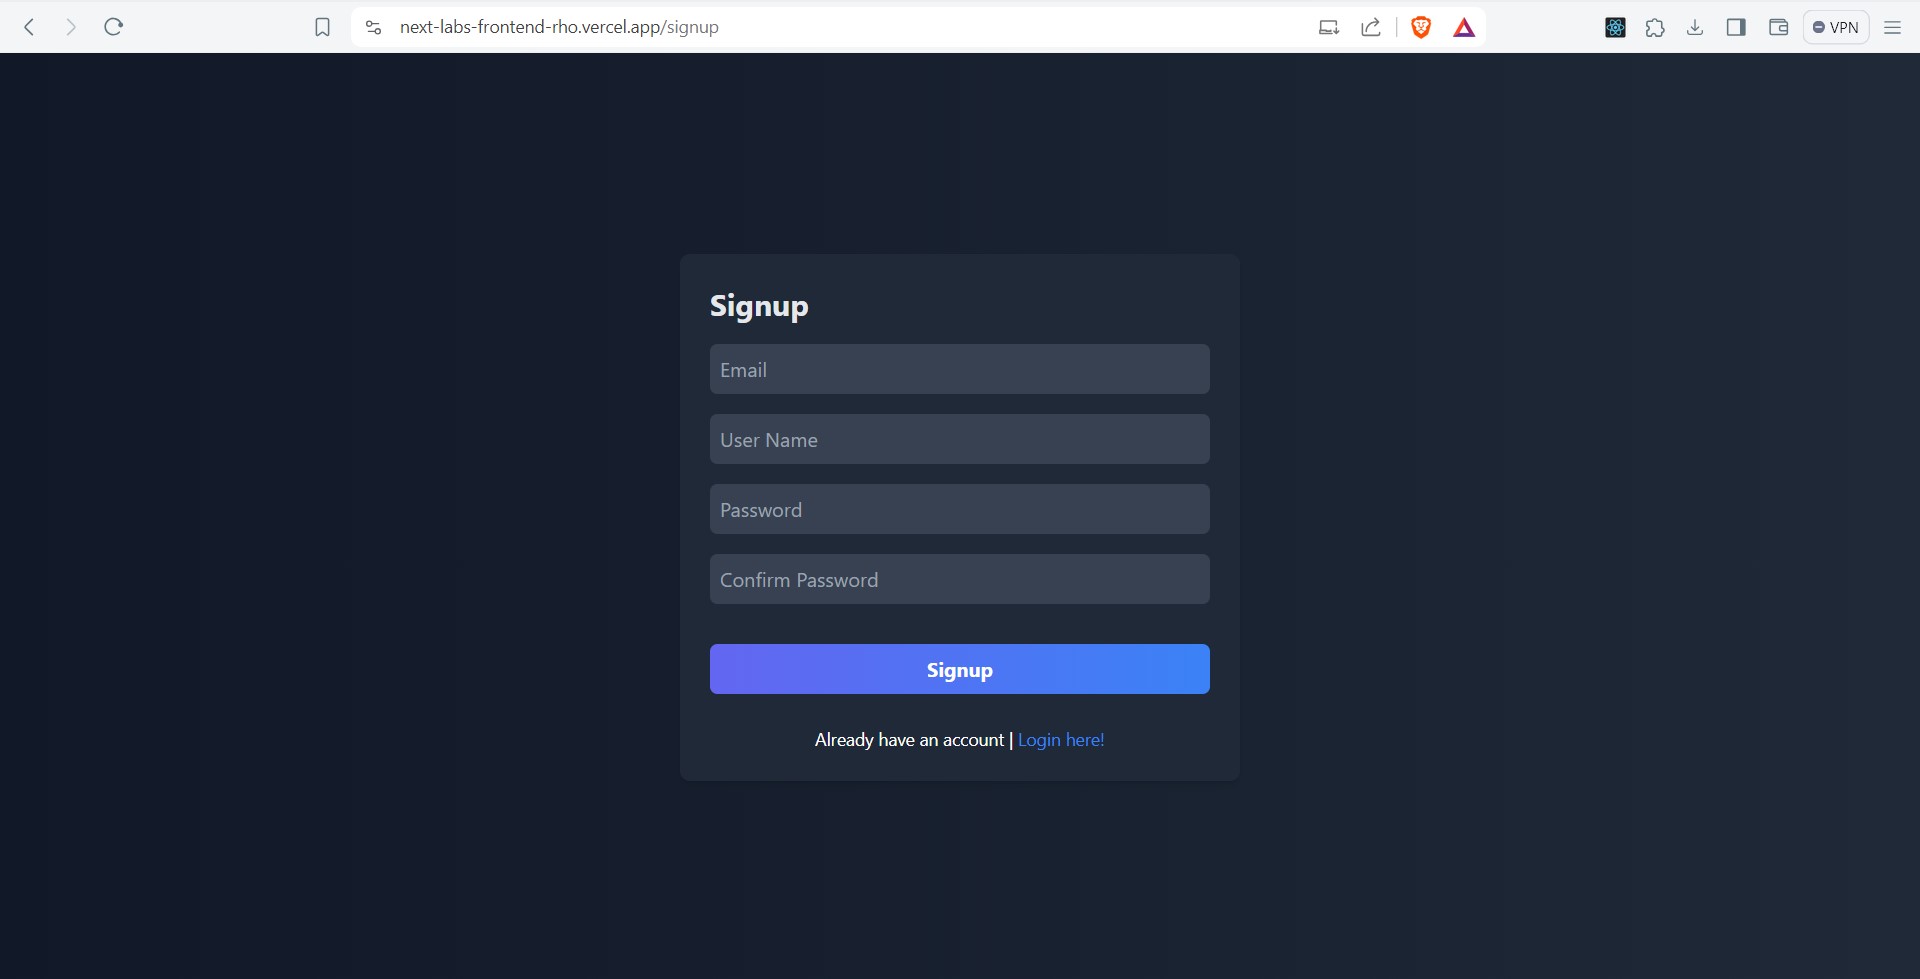 next-labs-frontend-rho.vercel.app/signup
VPN
Signup
Email
User Name
Password
Confirm Password
Signup
Already have an account | Login here!